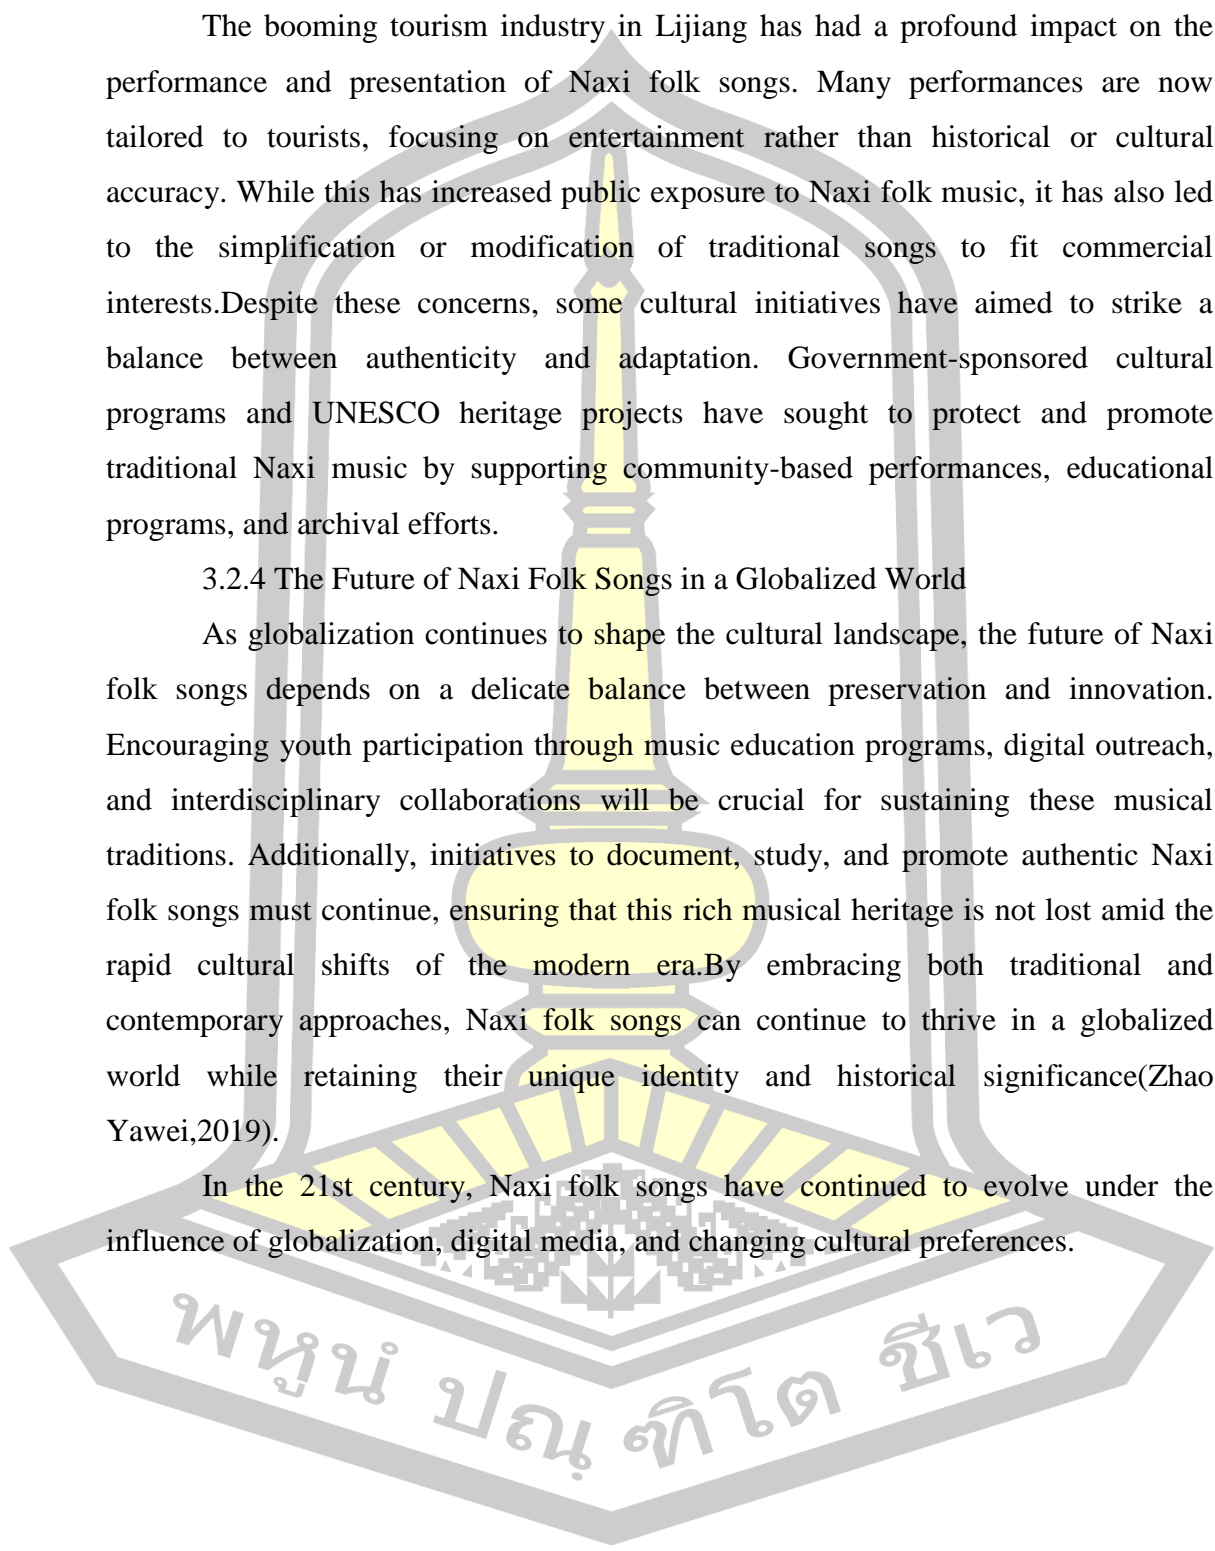 The booming tourism industry in Lijiang has had a profound impact on the
performance and presentation of Naxi folk songs. Many performances are now
tailored to tourists, focusing on entertainment rather than historical or cultural
accuracy. While this has increased public exposure to Naxi folk music, it has also led
to the simplification or modification of traditional songs to fit commercial
interests.Despite these concerns, some cultural initiatives have aimed to strike a
balance between authenticity and adaptation. Government-sponsored cultural
programs and UNESCO heritage projects have sought to protect and promote
traditional Naxi music by supporting community-based performances, educational
programs, and archival efforts.
3.2.4 The Future of Naxi Folk Songs in a Globalized World
As globalization continues to shape the cultural landscape, the future of Naxi
folk songs depends on a delicate balance between preservation and innovation.
Encouraging youth participation through music education programs, digital outreach,
and interdisciplinary collaborations will be crucial for sustaining these musical
traditions. Additionally, initiatives to document, study, and promote authentic Naxi
folk songs must continue, ensuring that this rich musical heritage is not lost amid the
rapid cultural shifts of the modern era.By embracing both traditional and
contemporary approaches, Naxi folk songs can continue to thrive in a globalized
world while retaining their unique identity and historical significance(Zhao
Yawei,2019).
In the 21st century, Naxi folk songs have continued to evolve under the
influence of globalization, digital media, and changing cultural preferences.
พหูนํ ปณฺฑิโต ชีเว